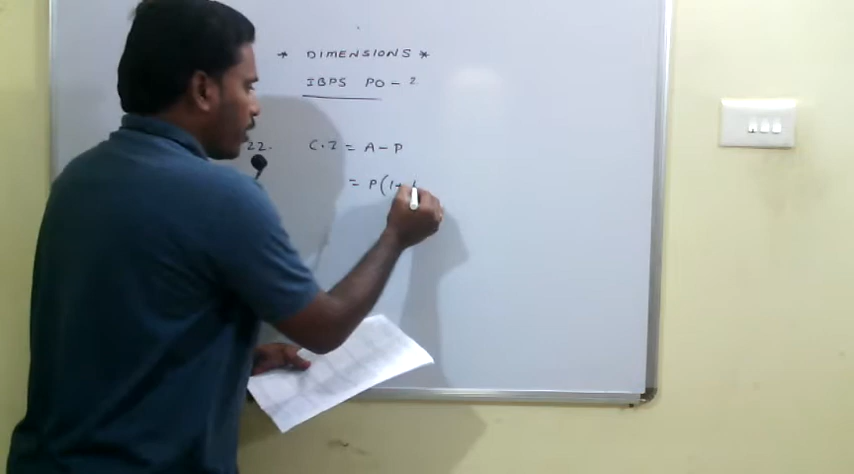 * DIMENSIONS *
IBPS PO - 2
22. C.I = A - P
= P(1+